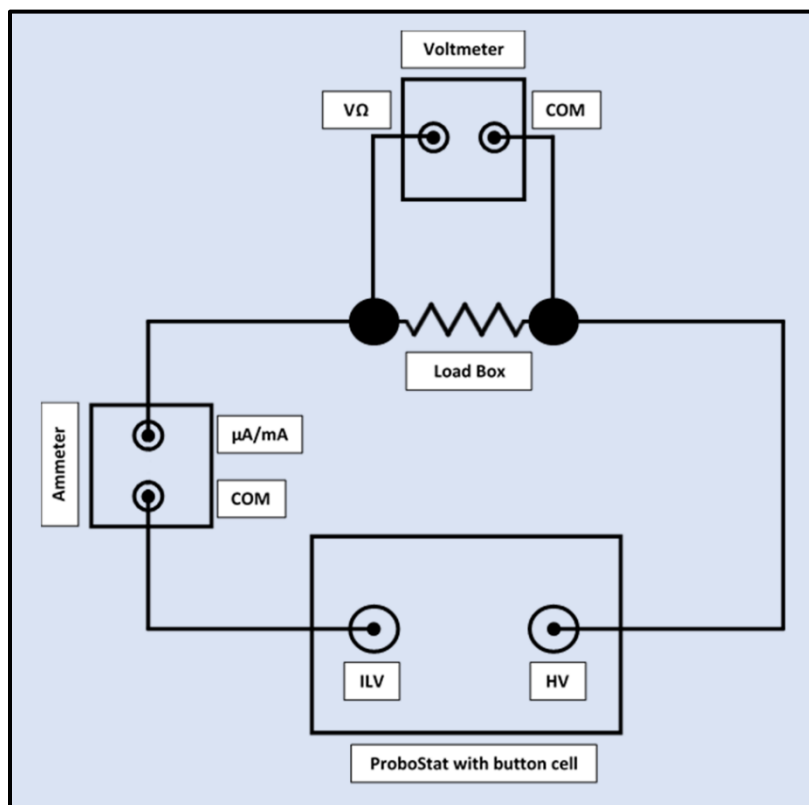 Voltmeter
VΩ
COM
Load Box
Ammeter
µA/mA
COM
ILV
HV
ProboStat with button cell